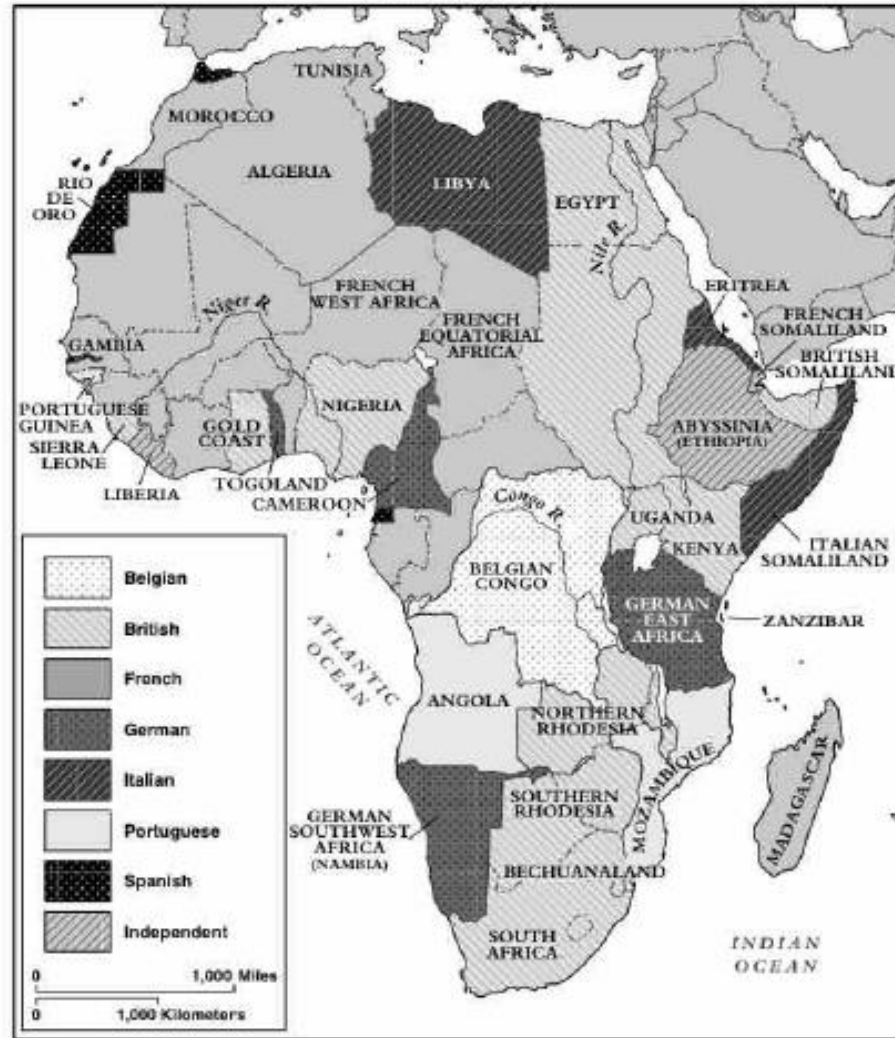 TUNISIA
MOROCCO
ALGERIA
LIBYA
EGYPT
RIO
DE
ORO
Nile R.
FRENCH
WEST AFRICA
Niger R.
FRENCH
EQUATORIAL
AFRICA
ERITREA
FRENCH
SOMALILAND
BRITISH
SOMALILAND
GAMBIA
NIGERIA
ABYSSINIA
(ETHIOPIA)
PORTUGUESE
GUINEA
GOLD
COAST
SIERRA
LEONE
LIBERIA
TOGOLAND
CAMEROON
Congo R.
UGANDA
KENYA
ITALIAN
SOMALILAND
BELGIAN
CONGO
GERMAN
EAST
AFRICA
ZANZIBAR
ATLANTIC
OCEAN
ANGOLA
NORTHERN
RHODESIA
MOZAMBIQUE
MADAGASCAR
GERMAN
SOUTHWEST
AFRICA
(NAMBIA)
SOUTHERN
RHODESIA
BECHUANALAND
SOUTH
AFRICA
INDIAN
OCEAN
Belgian
British
French
German
Italian
Portuguese
Spanish
Independent
0 1,000 Miles
0 1,000 Kilometers